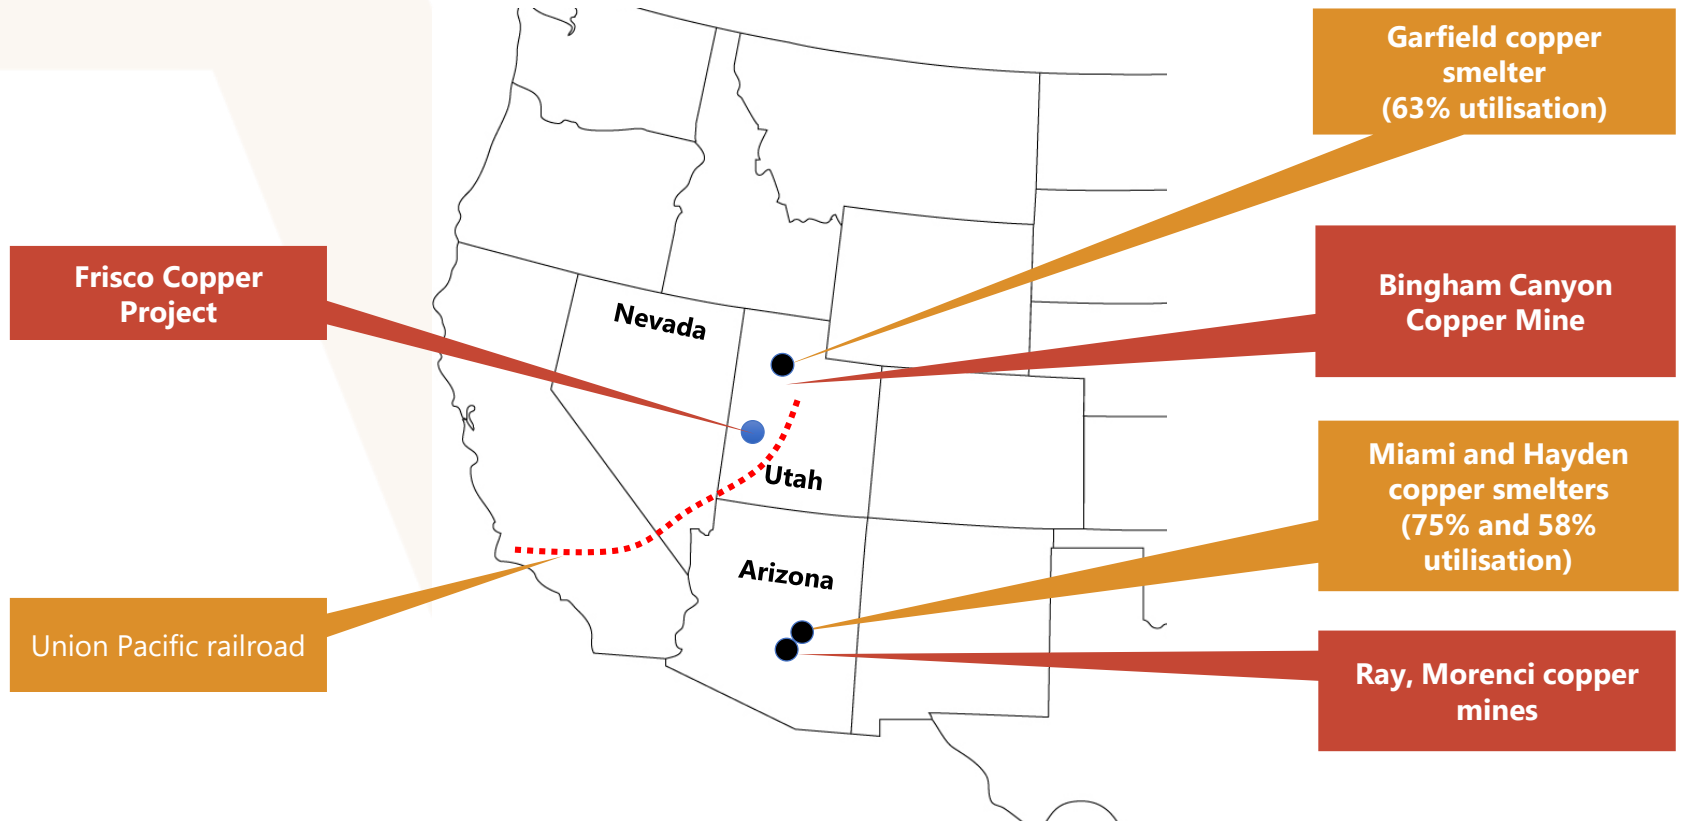 Garfield copper
smelter
(63% utilisation)
Frisco Copper
Project
Bingham Canyon
Copper Mine
Nevada
Miami and Hayden
copper smelters
(75% and 58%
utilisation)
Utah
Arizona
Union Pacific railroad
Ray, Morenci copper
mines